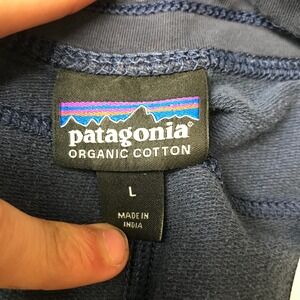 patagonia®
ORGANIC COTTON
L
MADE IN
INDIA